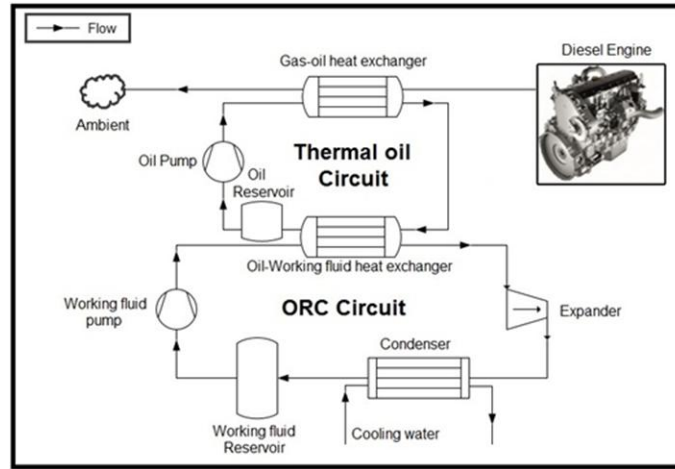 Flow
Diesel Engine
Gas-oil heat exchanger
Ambient
Oil Pump
Oil
Reservoir
Thermal oil
Circuit
Oil-Working fluid heat exchanger
Working fluid
pump
ORC Circuit
Expander
Condenser
Working fluid
Reservoir
Cooling water